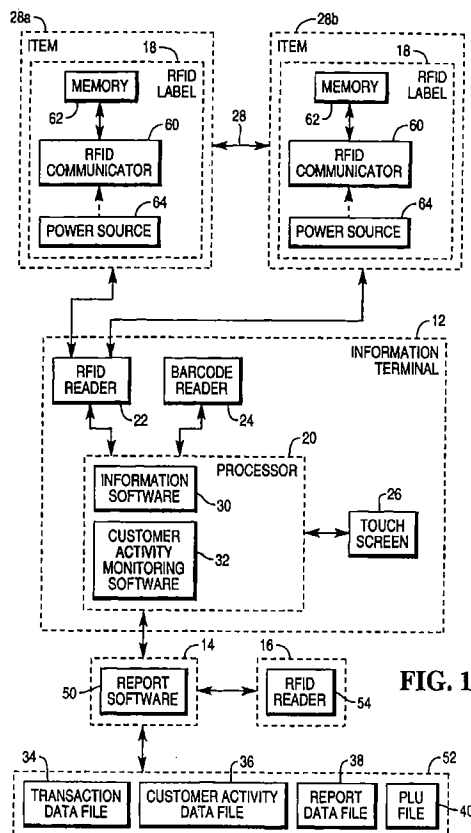 28a
ITEM
18
RFID
LABEL
MEMORY
62
60
RFID
COMMUNICATOR
64
POWER SOURCE
28
28b
ITEM
18
RFID
LABEL
MEMORY
62
60
RFID
COMMUNICATOR
64
POWER SOURCE
12
INFORMATION
TERMINAL
RFID
READER
22
BARCODE
READER
24
20
PROCESSOR
INFORMATION
SOFTWARE
30
CUSTOMER
ACTIVITY
MONITORING
SOFTWARE
32
26
TOUCH
SCREEN
14
50
REPORT
SOFTWARE
16
RFID
READER
54
FIG. 1
34
TRANSACTION
DATA FILE
36
CUSTOMER ACTIVITY
DATA FILE
38
REPORT
DATA FILE
52
PLU
FILE
40